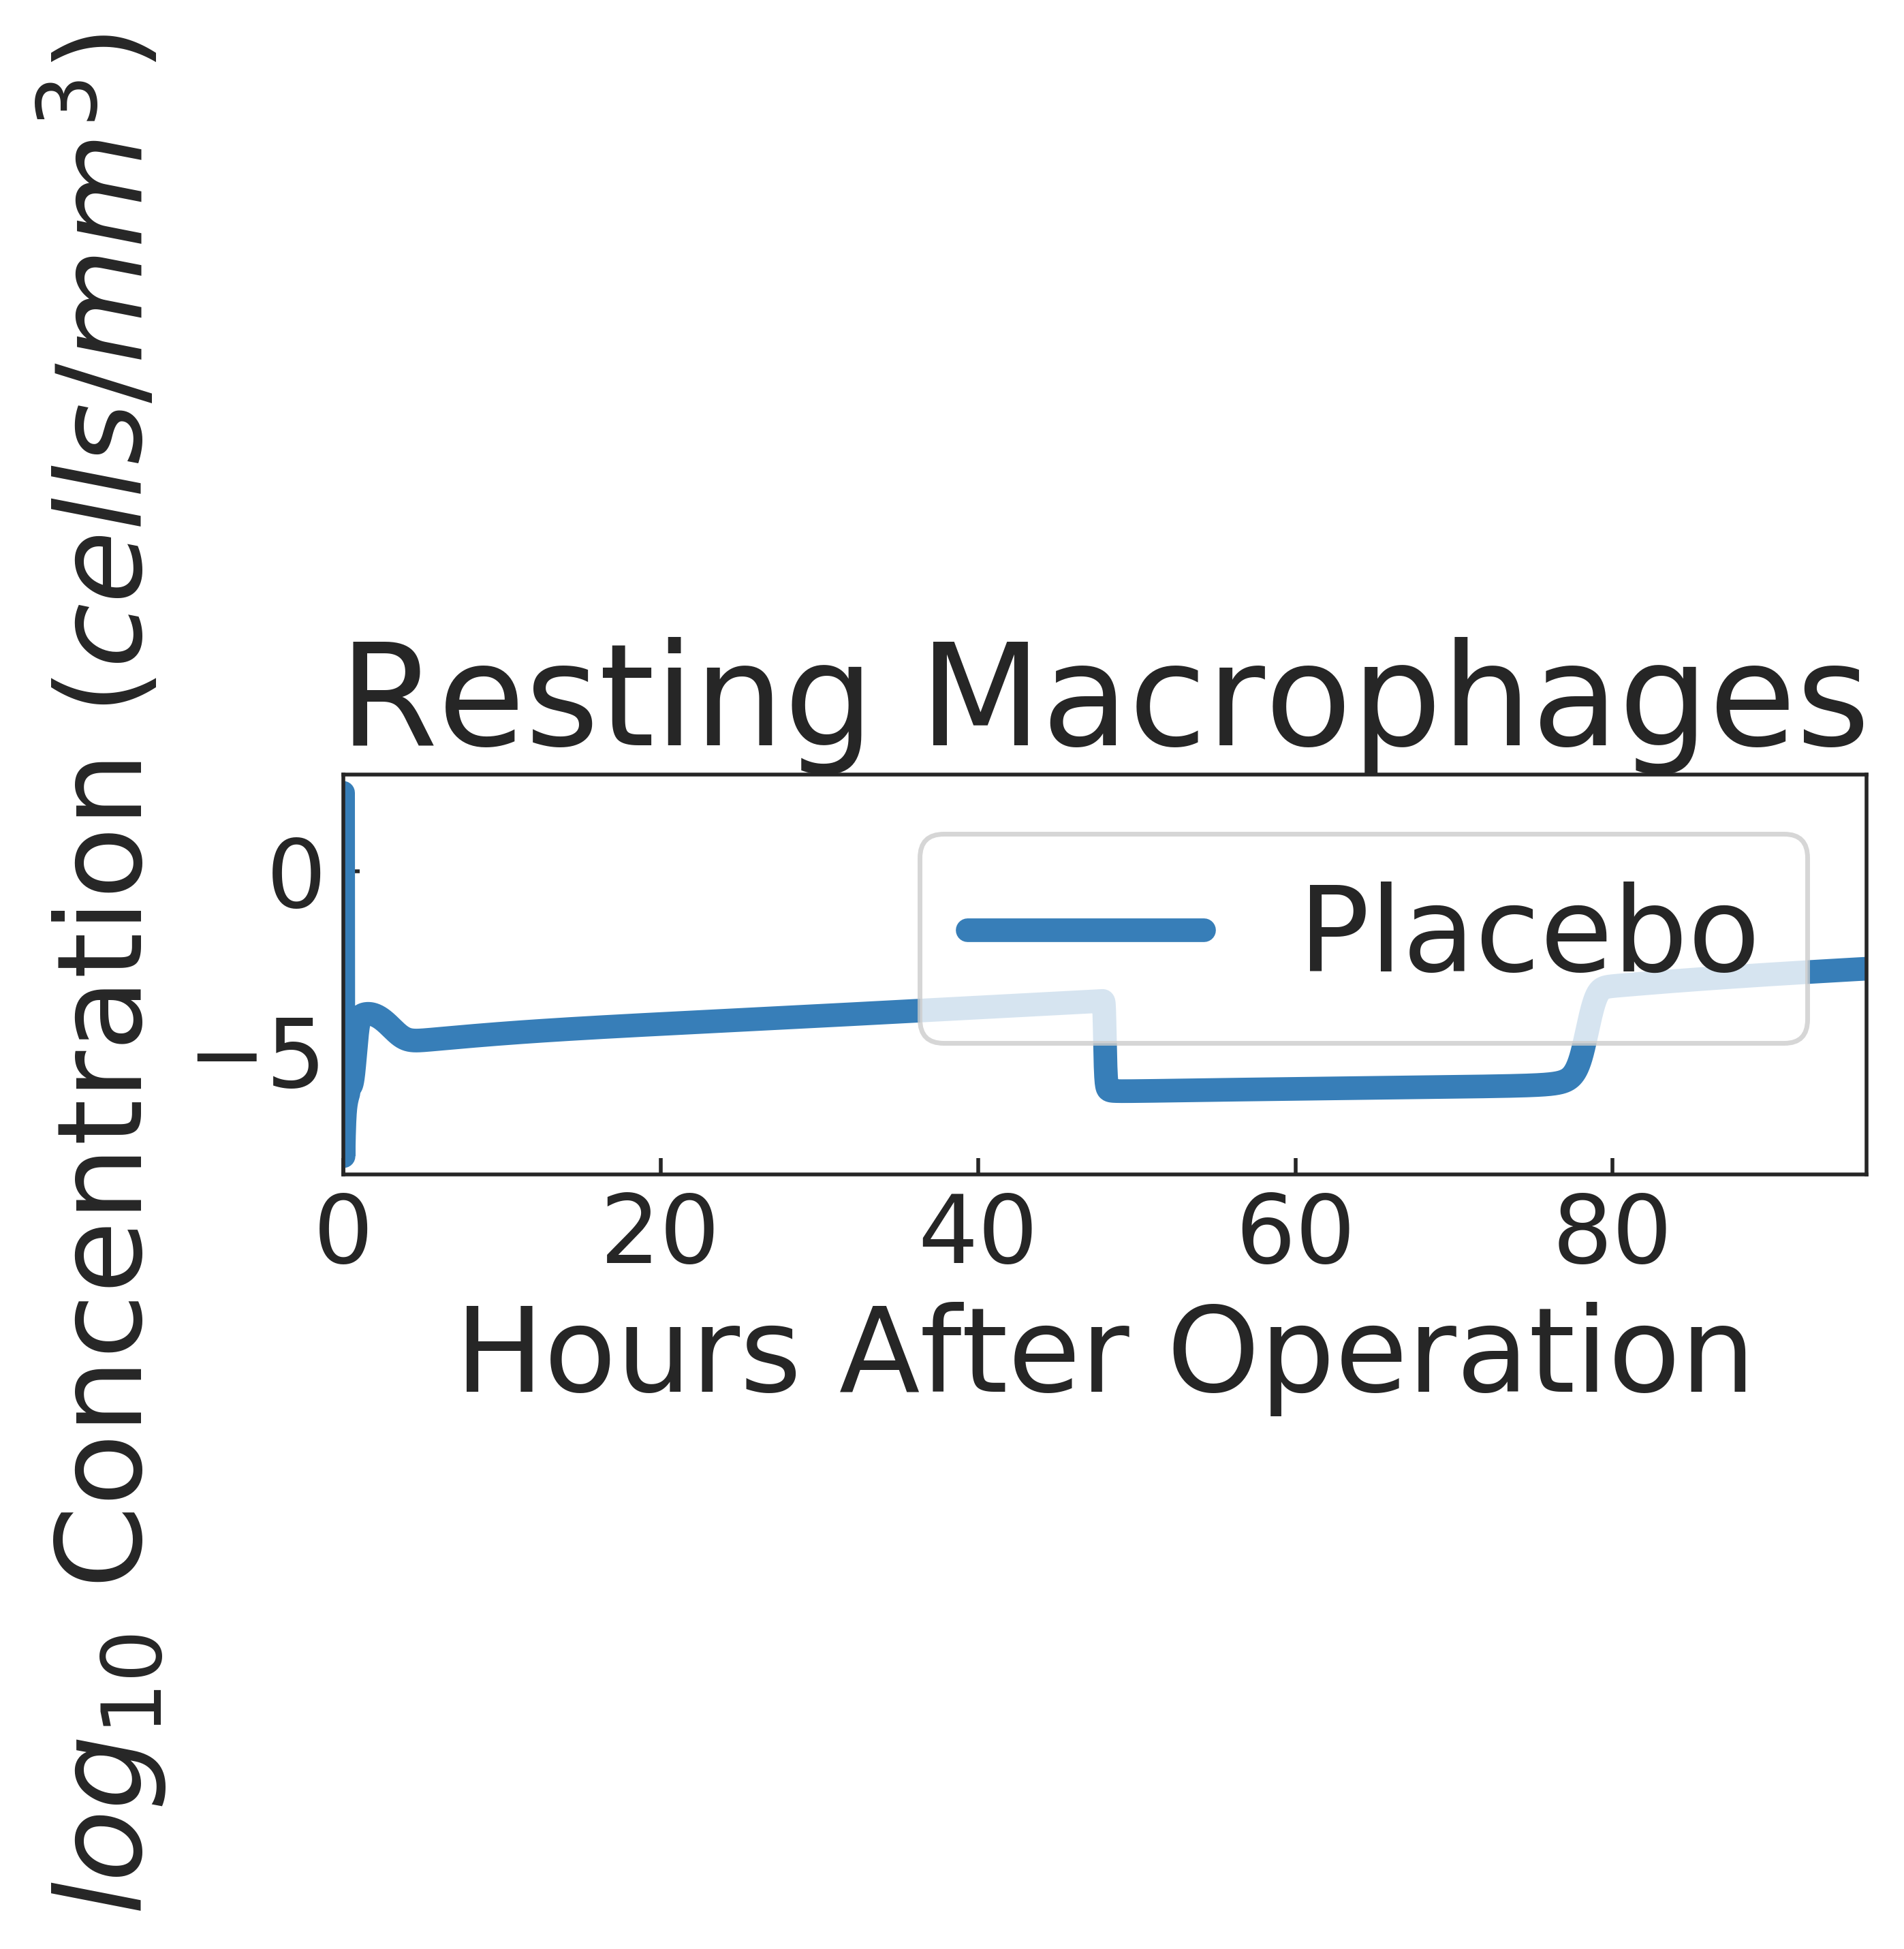 Resting Macrophages
log10 Concentration (cells/mm3)
0
−5
Placebo
0 20 40 60 80
Hours After Operation